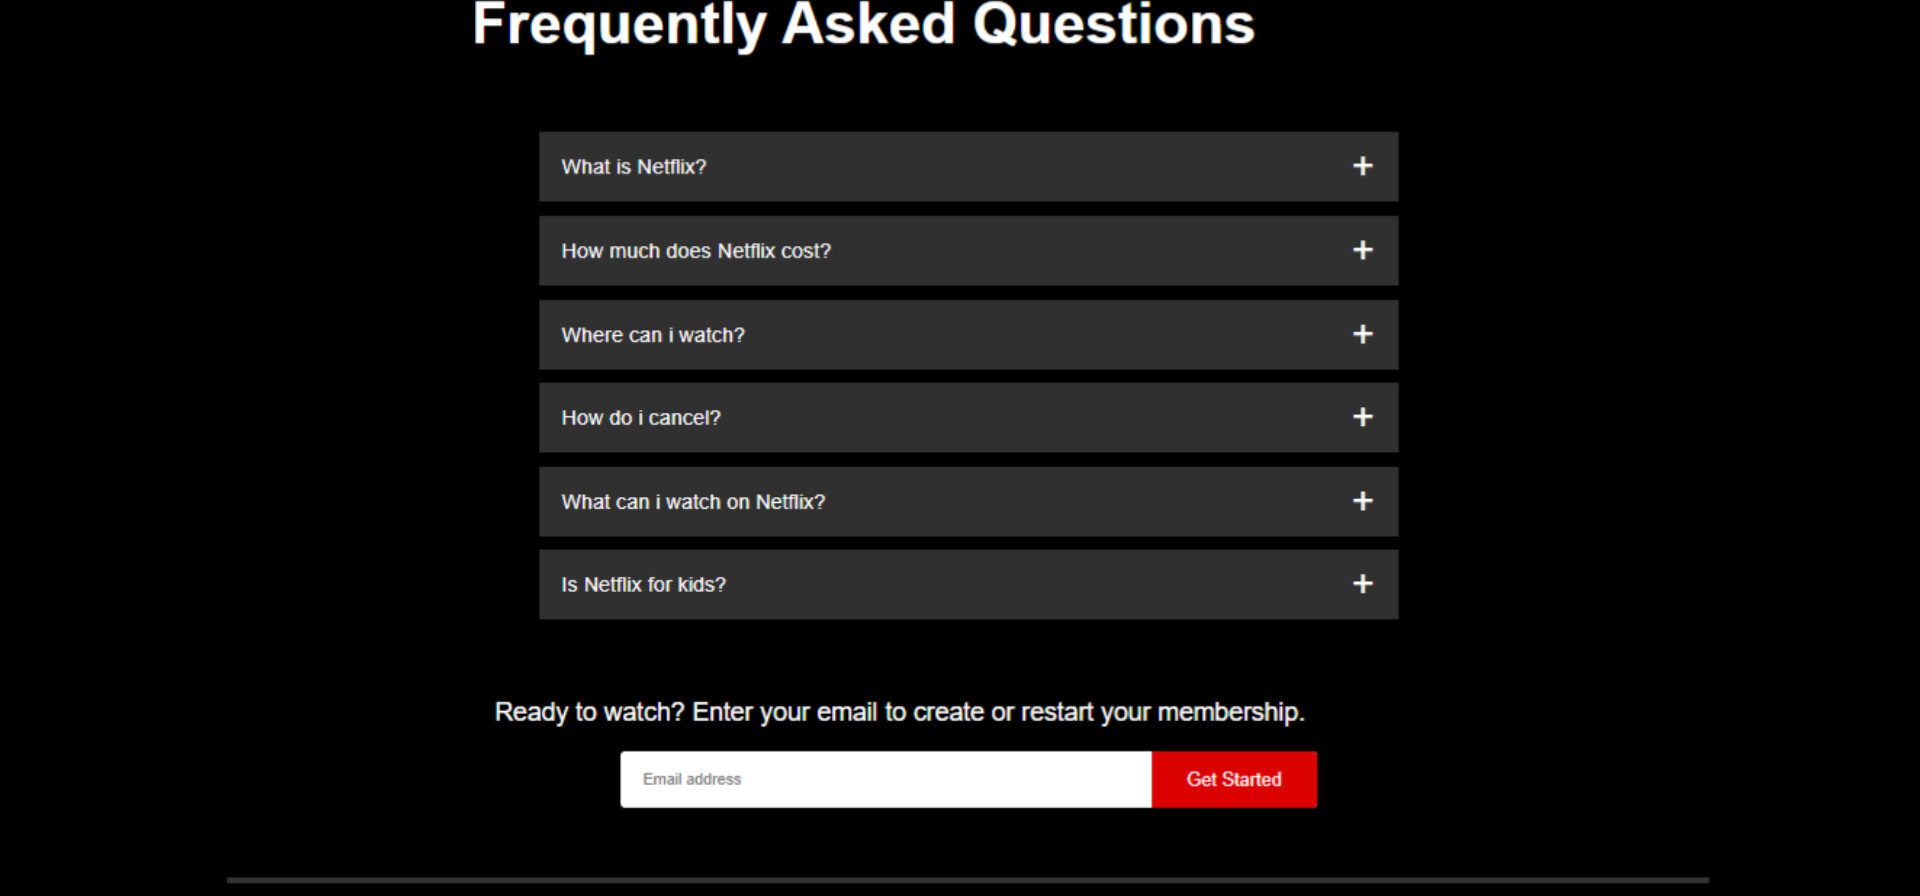 Frequently Asked Questions
What is Netflix?
How much does Netflix cost?
Where can i watch?
How do i cancel?
What can i watch on Netflix?
Is Netflix for kids?
Ready to watch? Enter your email to create or restart your membership.
Email address
Get Started